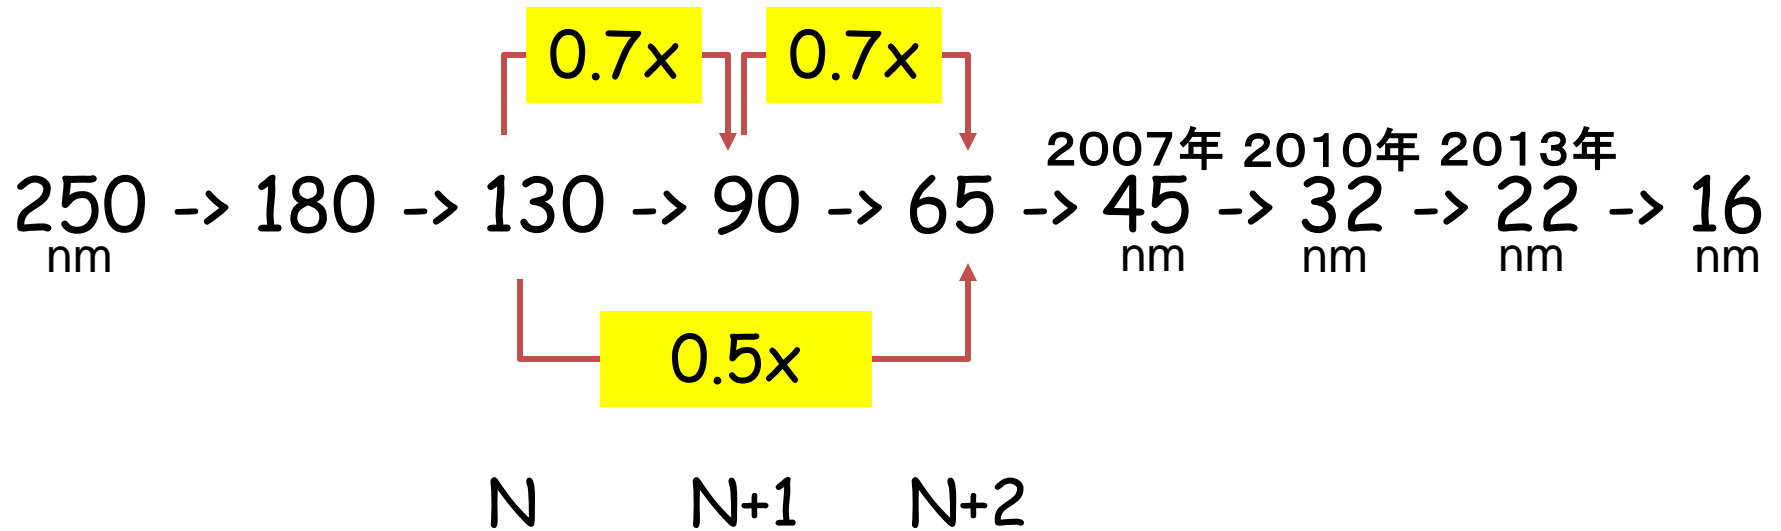 0.7x 0.7x
2007年 2010年 2013年
250 -> 180 -> 130 -> 90 -> 65 -> 45 -> 32 -> 22 -> 16
nm nm nm nm nm
0.5x
N N+1 N+2